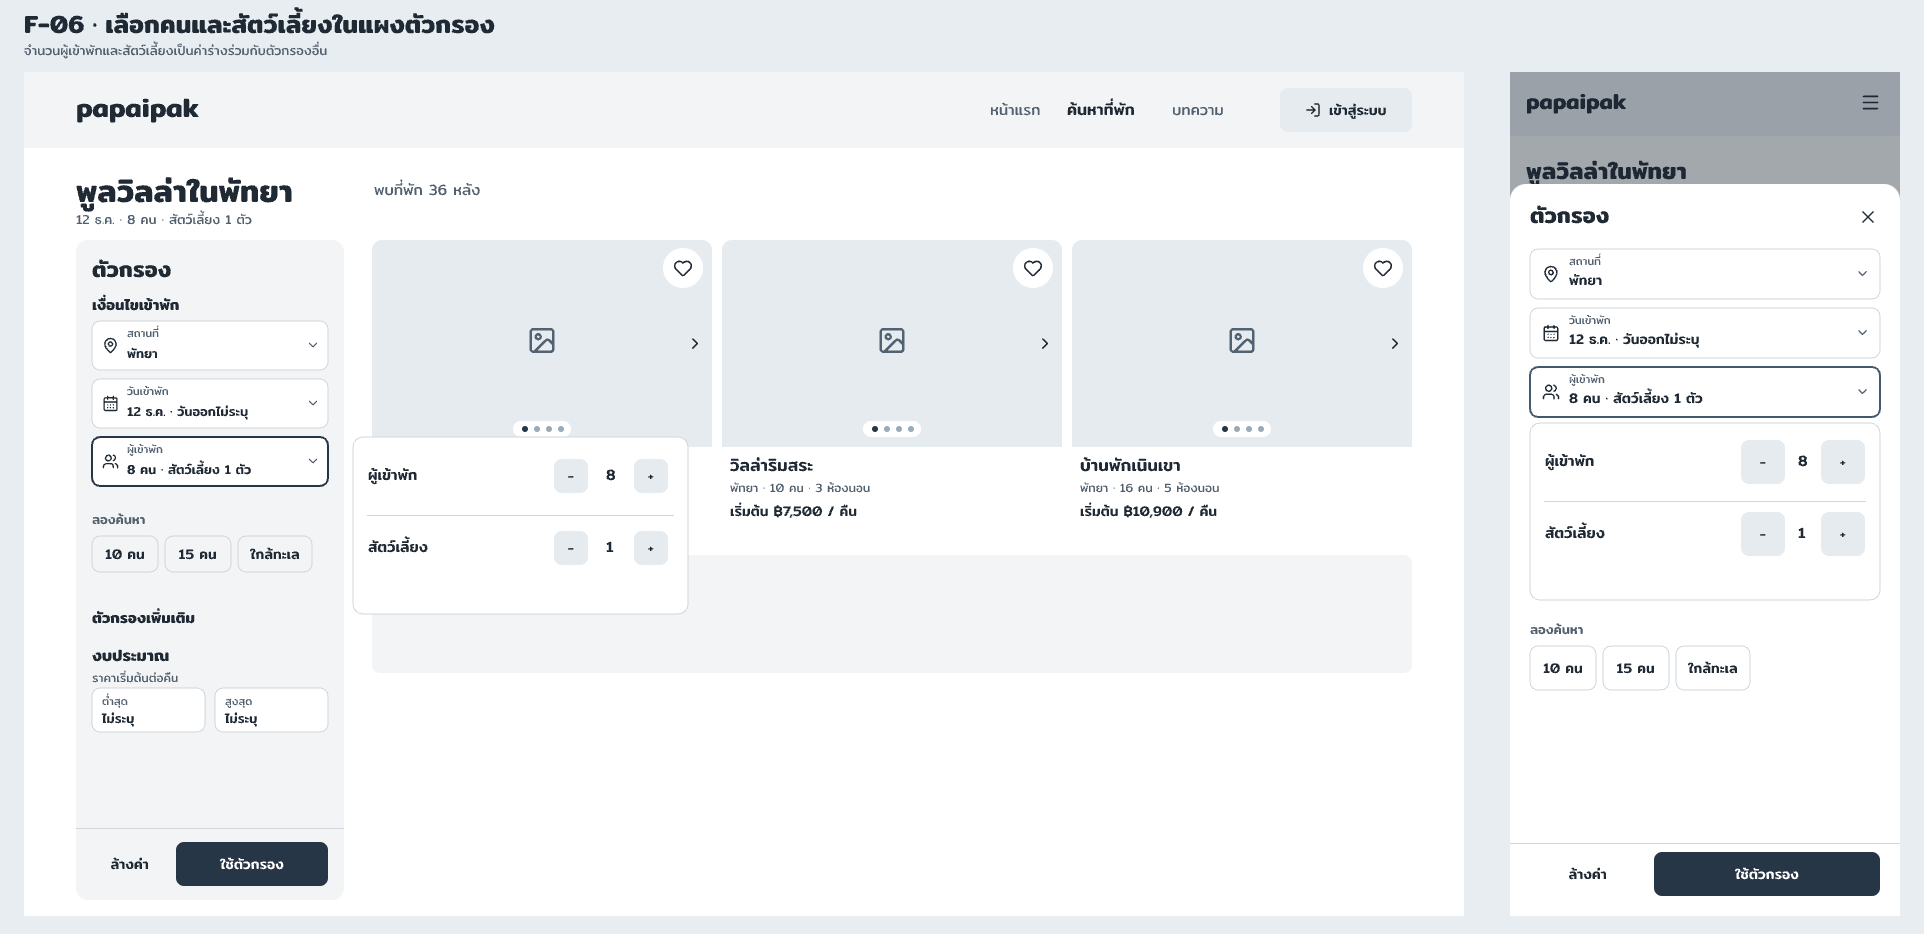 F-06 · เลือกคนและสัตว์เลี้ยงในแผงตัวกรอง
จำนวนผู้เข้าพักและสัตว์เลี้ยงเป็นค่าร่างร่วมกับตัวกรองอื่น
papaipak
หน้าแรก
ค้นหาที่พัก
บทความ
เข้าสู่ระบบ
พูลวิลล่าในพัทยา
12 ธ.ค. · 8 คน · สัตว์เลี้ยง 1 ตัว
พบที่พัก 36 หลัง
ตัวกรอง
เงื่อนไขเข้าพัก
สถานที่
พัทยา
วันเข้าพัก
12 ธ.ค. · วันออกไม่ระบุ
ผู้เข้าพัก
8 คน · สัตว์เลี้ยง 1 ตัว
ลองค้นหา
10 คน
15 คน
ใกล้ทะเล
ตัวกรองเพิ่มเติม
งบประมาณ
ราคาเริ่มต้นต่อคืน
ต่ำสุด
ไม่ระบุ
สูงสุด
ไม่ระบุ
ล้างค่า
ใช้ตัวกรอง
ผู้เข้าพัก
- 8 +
สัตว์เลี้ยง
- 1 +
วิลล่าริมสระ
พัทยา · 10 คน · 3 ห้องนอน
เริ่มต้น ฿7,500 / คืน
บ้านพักเนินเขา
พัทยา · 16 คน · 5 ห้องนอน
เริ่มต้น ฿10,900 / คืน
papaipak
พูลวิลล่าในพัทยา
ตัวกรอง
สถานที่
พัทยา
วันเข้าพัก
12 ธ.ค. · วันออกไม่ระบุ
ผู้เข้าพัก
8 คน · สัตว์เลี้ยง 1 ตัว
ผู้เข้าพัก
- 8 +
สัตว์เลี้ยง
- 1 +
ลองค้นหา
10 คน
15 คน
ใกล้ทะเล
ล้างค่า
ใช้ตัวกรอง